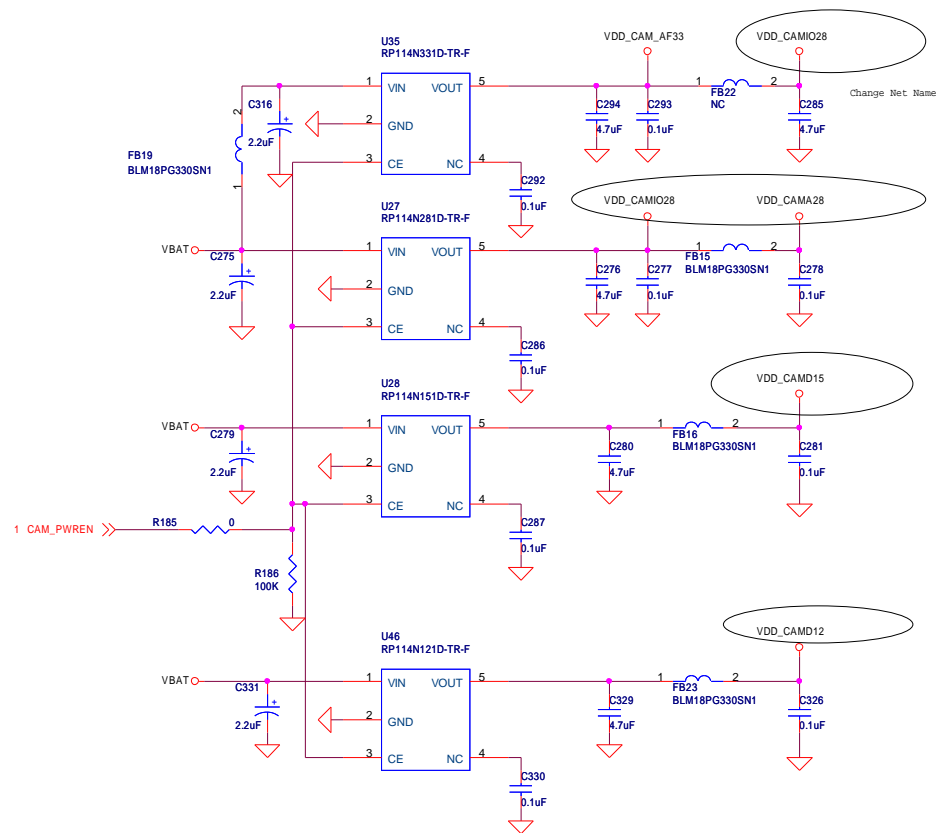 U35
RP114N331D-TR-F
1 VIN VOUT 5
2 GND
3 CE NC 4
C316
2.2uF
2
FB19
BLM18PG330SN1
1
VDD_CAM_AF33
VDD_CAMIO28
1 2
FB22
NC
Change Net Name
C294
4.7uF
C293
0.1uF
C285
4.7uF
C292
0.1uF
U27
RP114N281D-TR-F
VBAT
1 VIN VOUT 5
2 GND
3 CE NC 4
C275
2.2uF
VDD_CAMIO28
VDD_CAMA28
1 2
FB15
BLM18PG330SN1
C276
4.7uF
C277
0.1uF
C278
0.1uF
C286
0.1uF
U28
RP114N151D-TR-F
VBAT
1 VIN VOUT 5
2 GND
3 CE NC 4
C279
2.2uF
VDD_CAMD15
1 2
FB16
BLM18PG330SN1
C280
4.7uF
C281
0.1uF
C287
0.1uF
1 CAM_PWREN
R185 0
R186
100K
U46
RP114N121D-TR-F
VBAT
1 VIN VOUT 5
2 GND
3 CE NC 4
C331
2.2uF
VDD_CAMD12
1 2
FB23
BLM18PG330SN1
C329
4.7uF
C326
0.1uF
C330
0.1uF